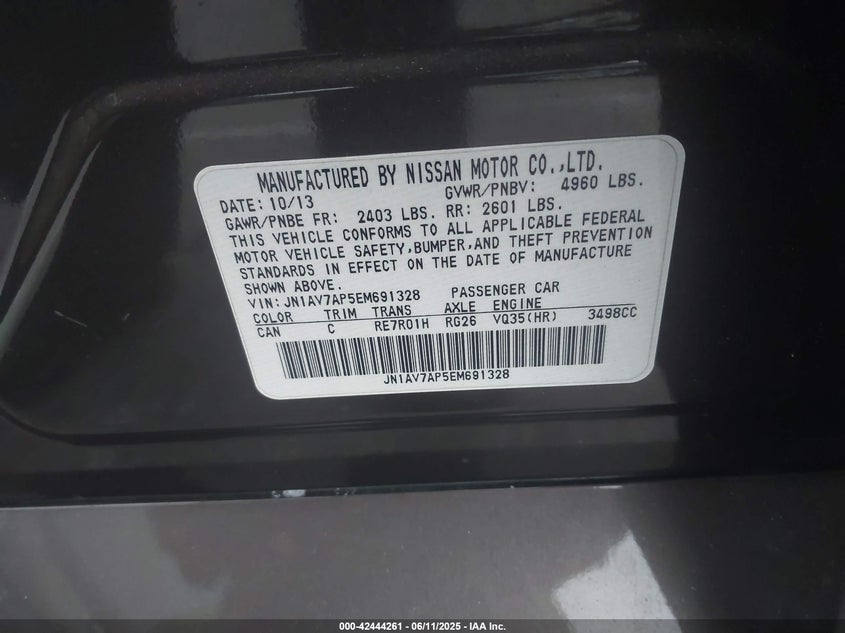 MANUFACTURED BY NISSAN MOTOR CO.,LTD.
DATE: 10/13 GVWR/PNBV: 4960 LBS.
GAWR/PNBE FR: 2403 LBS. RR: 2601 LBS.
THIS VEHICLE CONFORMS TO ALL APPLICABLE FEDERAL
MOTOR VEHICLE SAFETY,BUMPER,AND THEFT PREVENTION
STANDARDS IN EFFECT ON THE DATE OF MANUFACTURE
SHOWN ABOVE.
VIN: JN1AV7AP5EM691328 PASSENGER CAR
COLOR TRIM TRANS AXLE ENGINE
CAN C RE7R01H RG26 VQ35(HR) 3498CC
JN1AV7AP5EM691328
000-42444261 - 06/11/2025 - IAA Inc.